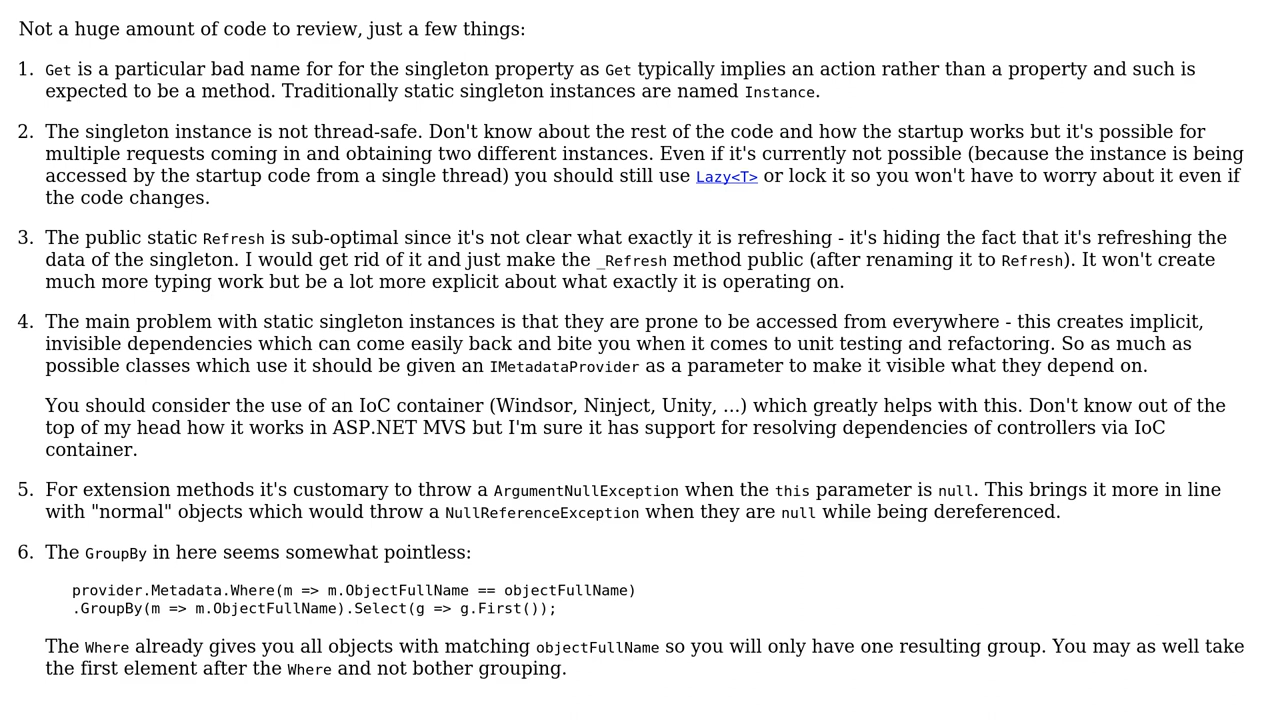 Not a huge amount of code to review, just a few things:
1. Get is a particular bad name for for the singleton property as Get typically implies an action rather than a property and such is
expected to be a method. Traditionally static singleton instances are named Instance.
2. The singleton instance is not thread-safe. Don't know about the rest of the code and how the startup works but it's possible for
multiple requests coming in and obtaining two different instances. Even if it's currently not possible (because the instance is being
accessed by the startup code from a single thread) you should still use Lazy<T> or lock it so you won't have to worry about it even if
the code changes.
3. The public static Refresh is sub-optimal since it's not clear what exactly it is refreshing - it's hiding the fact that it's refreshing the
data of the singleton. I would get rid of it and just make the _Refresh method public (after renaming it to Refresh). It won't create
much more typing work but be a lot more explicit about what exactly it is operating on.
4. The main problem with static singleton instances is that they are prone to be accessed from everywhere - this creates implicit,
invisible dependencies which can come easily back and bite you when it comes to unit testing and refactoring. So as much as
possible classes which use it should be given an IMetadataProvider as a parameter to make it visible what they depend on.
You should consider the use of an IoC container (Windsor, Ninject, Unity, ...) which greatly helps with this. Don't know out of the
top of my head how it works in ASP.NET MVS but I'm sure it has support for resolving dependencies of controllers via IoC
container.
5. For extension methods it's customary to throw a ArgumentNullException when the this parameter is null. This brings it more in line
with "normal" objects which would throw a NullReferenceException when they are null while being dereferenced.
6. The GroupBy in here seems somewhat pointless:
provider.Metadata.Where(m => m.ObjectFullName == objectFullName)
.GroupBy(m => m.ObjectFullName).Select(g => g.First());
The Where already gives you all objects with matching objectFullName so you will only have one resulting group. You may as well take
the first element after the Where and not bother grouping.